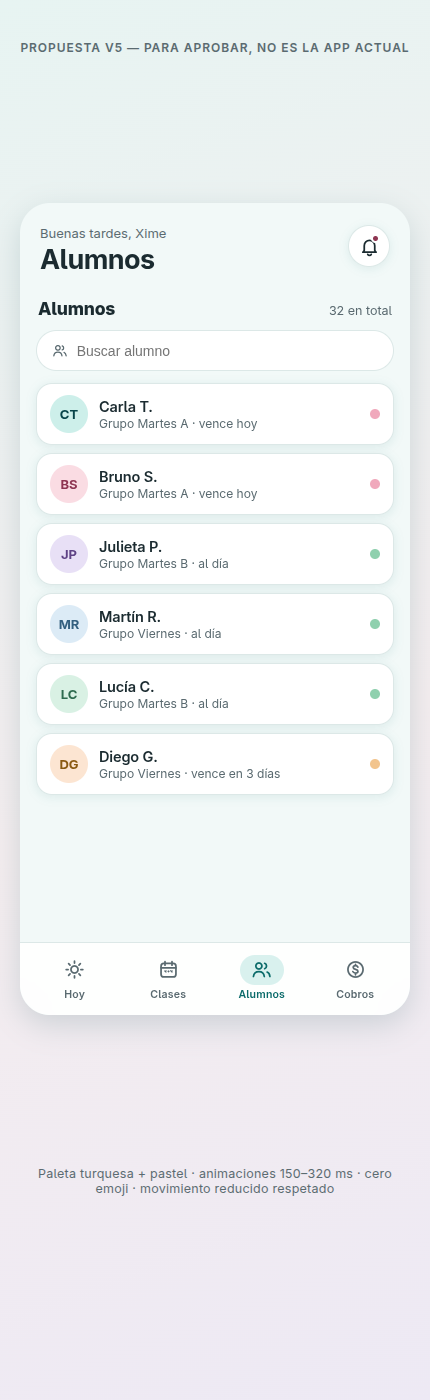 PROPUESTA V5 — PARA APROBAR, NO ES LA APP ACTUAL
Buenas tardes, Xime
Alumnos
Alumnos
32 en total
Buscar alumno
CT
Carla T.
Grupo Martes A · vence hoy
BS
Bruno S.
Grupo Martes A · vence hoy
JP
Julieta P.
Grupo Martes B · al día
MR
Martín R.
Grupo Viernes · al día
LC
Lucía C.
Grupo Martes B · al día
DG
Diego G.
Grupo Viernes · vence en 3 días
Hoy
Clases
Alumnos
Cobros
Paleta turquesa + pastel · animaciones 150–320 ms · cero
emoji · movimiento reducido respetado